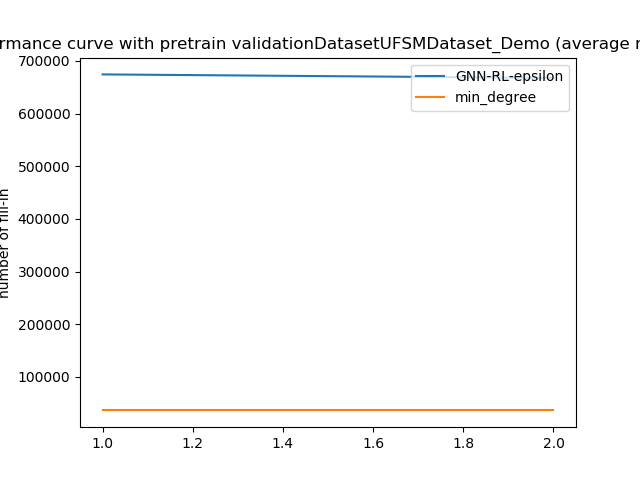 rmance curve with pretrain validationDatasetUFSMDataset_Demo (average r
700000
600000
500000
400000
300000
200000
100000
number of fill-in
GNN-RL-epsilon
min_degree
1.0 1.2 1.4 1.6 1.8 2.0